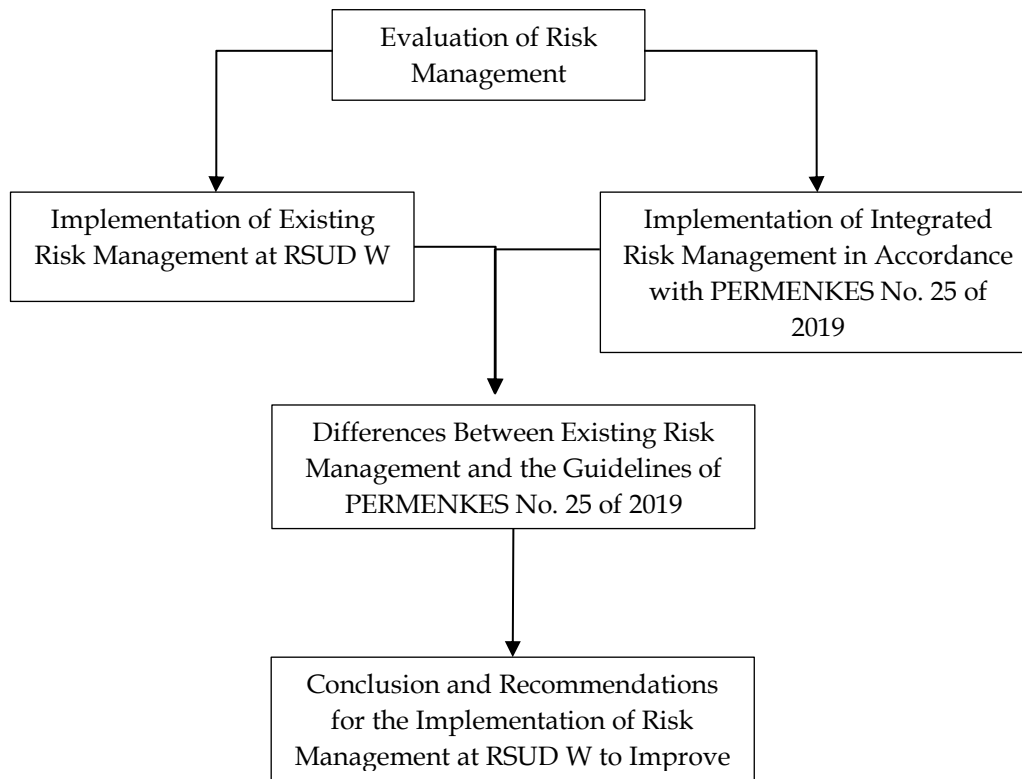 Evaluation of Risk
Management
Implementation of Existing
Risk Management at RSUD W
Implementation of Integrated
Risk Management in Accordance
with PERMENKES No. 25 of
2019
Differences Between Existing Risk
Management and the Guidelines of
PERMENKES No. 25 of 2019
Conclusion and Recommendations
for the Implementation of Risk
Management at RSUD W to Improve